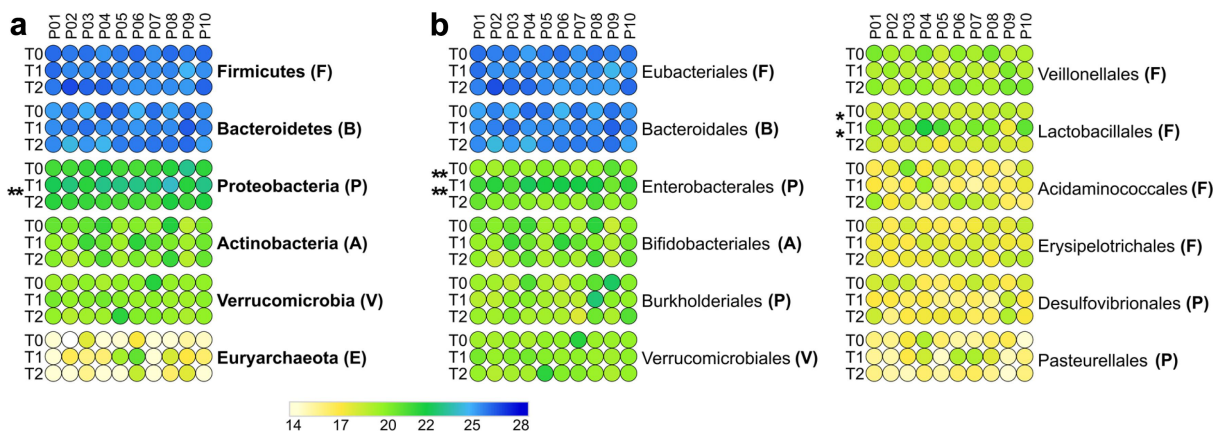 a
P01 P02 P03 P04 P05 P06 P07 P08 P09 P10
T0
T1
T2
Firmicutes (F)
T0
T1
T2
Bacteroidetes (B)
T0
**T1
T2
Proteobacteria (P)
T0
T1
T2
Actinobacteria (A)
T0
T1
T2
Verrucomicrobia (V)
T0
T1
T2
Euryarchaeota (E)
b
P01 P02 P03 P04 P05 P06 P07 P08 P09 P10
T0
T1
T2
Eubacteriales (F)
T0
T1
T2
Bacteroidales (B)
T0
**
T1
**
T2
Enterobacterales (P)
T0
T1
T2
Bifidobacteriales (A)
T0
T1
T2
Burkholderiales (P)
T0
T1
T2
Verrucomicrobiales (V)
P01 P02 P03 P04 P05 P06 P07 P08 P09 P10
T0
T1
T2
Veillonellales (F)
T0
*
T1
*
T2
Lactobacillales (F)
T0
T1
T2
Acidaminococcales (F)
T0
T1
T2
Erysipelotrichales (F)
T0
T1
T2
Desulfovibrionales (P)
T0
T1
T2
Pasteurellales (P)
14 17 20 22 25 28